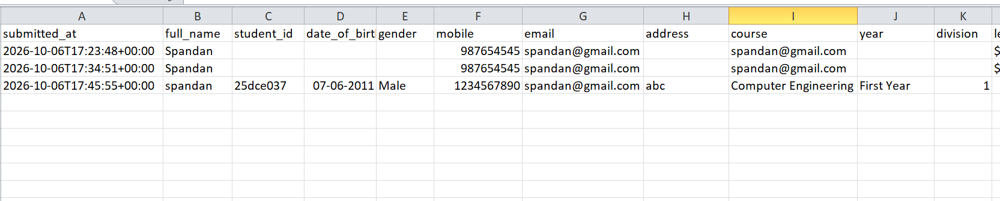 A B C D E F G H I J K
submitted_at full_name student_id date_of_birt gender mobile email address course year division le
2026-10-06T17:23:48+00:00 Spandan 987654545 spandan@gmail.com spandan@gmail.com $
2026-10-06T17:34:51+00:00 Spandan 987654545 spandan@gmail.com spandan@gmail.com $
2026-10-06T17:45:55+00:00 spandan 25dce037 07-06-2011 Male 1234567890 spandan@gmail.com abc Computer Engineering First Year 1